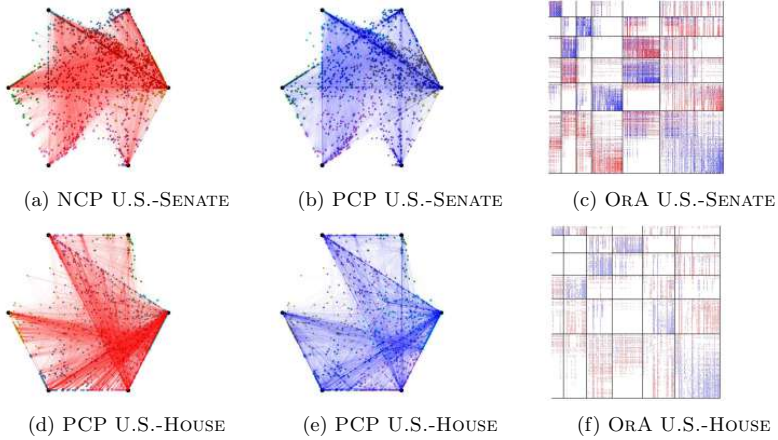 (a) NCP U.S.-Senate
(b) PCP U.S.-Senate
(c) OrA U.S.-Senate
(d) PCP U.S.-House
(e) PCP U.S.-House
(f) OrA U.S.-House